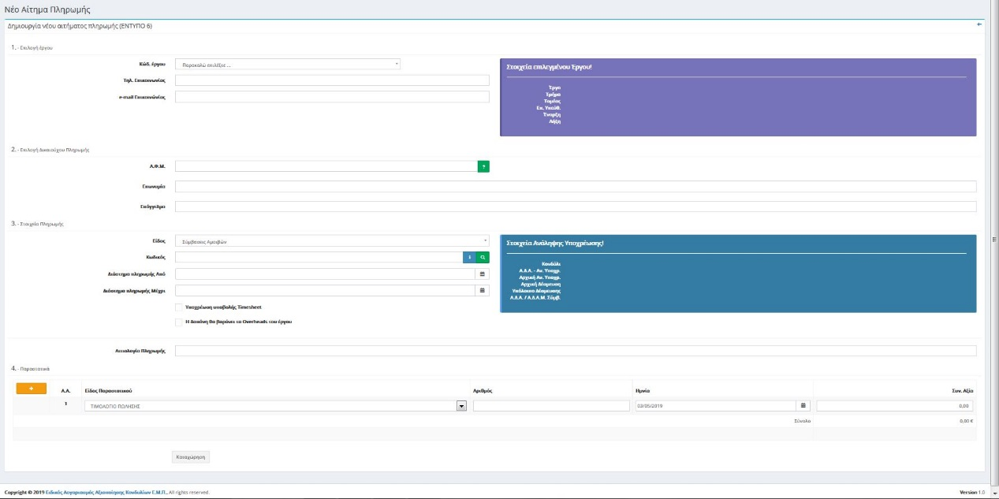 Νέο Αίτημα Πληρωμής
Δημιουργία νέου αιτήματος πληρωμής (ΕΝΤΥΠΟ 6)
1. - Επιλογή έργου
Κώδ. έργου
Παρακαλώ επιλέξτε ...
Τηλ. Επικοινωνίας
e-mail Επικοινώνίας
Στοιχεία επιλεγμένου Έργου!
Έργο
Τμήμα
Τομέας
Επ. Υπεύθ.
Έναρξη
Λήξη
2. - Επιλογή Δικαιούχου Πληρωμής
Α.Φ.Μ.
?
Επωνυμία
Επάγγελμα
3. - Στοιχεία Πληρωμής
Είδος
Σύμβάσεις Αμοιβών
Κωδικός
Διάστημα πληρωμής Από
Διάστημα πληρωμής Μέχρι
Υποχρέωση υποβολής Timesheet
Η δαπάνη θα βαρύνει τα Overheads του έργου
Στοιχεία Ανάληψης Υποχρέωσης!
Κονδύλι
Α.Δ.Α. - Αν. Υποχρ.
Αρχική Αν. Υποχρ.
Αρχική Δέσμευση
Υπόλοιπο Δέσμευσης
Α.Δ.Α. / Α.Δ.Α.Μ. Σύμβ.
Αιτιολογία Πληρωμής
4. - Παραστατικά
+ Α.Α. Είδος Παραστατικού Αριθμός Ημνία Συν. Αξία
1 ΤΙΜΟΛΟΓΙΟ ΠΩΛΗΣΗΣ 03/05/2019 0,00
Σύνολο 0,00 €
Καταχώρηση
Copyright © 2019 Ειδικός Λογαριασμός Αξιοποίησης Κονδυλίων Ε.Μ.Π.. All rights reserved.
Version 1.0